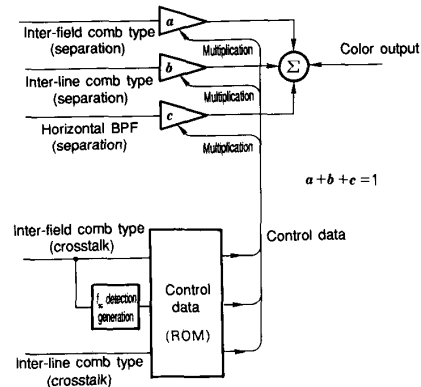 Inter-field comb type
(separation)
a
Multiplication
Inter-line comb type
(separation)
b
Multiplication
Horizontal BPF
(separation)
c
Multiplication
Σ
Color output
a+b+c=1
Control data
Inter-field comb type
(crosstalk)
detection
generation
Control
data
(ROM)
Inter-line comb type
(crosstalk)